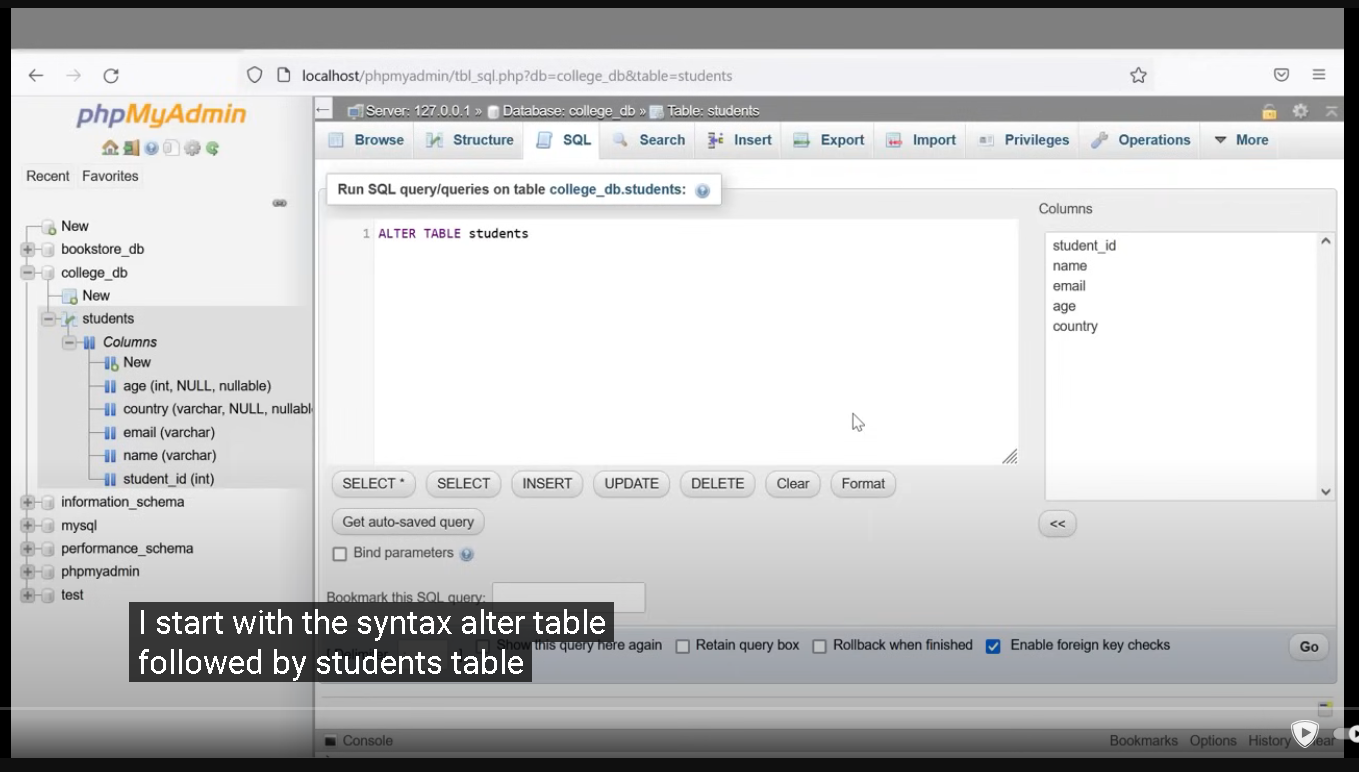 localhost/phpmyadmin/tbl_sql.php?db=college_db&table=students
phpMyAdmin
Recent Favorites
New
bookstore_db
college_db
New
students
Columns
New
age (int, NULL, nullable)
country (varchar, NULL, nullabl
email (varchar)
name (varchar)
student_id (int)
information_schema
mysql
performance_schema
phpmyadmin
test
Server: 127.0.0.1 » Database: college_db » Table: students
Browse Structure SQL Search Insert Export Import Privileges Operations More
Run SQL query/queries on table college_db.students:
1 ALTER TABLE students
Columns
student_id
name
email
age
country
SELECT * SELECT INSERT UPDATE DELETE Clear Format
<<
Get auto-saved query
Bind parameters
Bookmark this SQL query:
Show this query here again Retain query box Rollback when finished Enable foreign key checks Go
I start with the syntax alter table
followed by students table
Console Bookmarks Options History